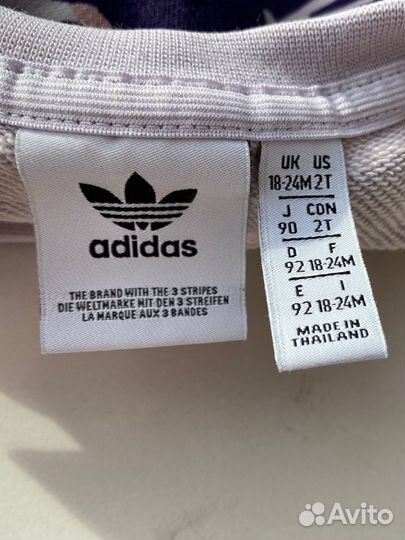 adidas
THE BRAND WITH THE 3 STRIPES
DIE WELTMARKE MIT DEN 3 STREIFEN
LA MARQUE AUX 3 BANDES
UK US
18-24M 2T
J CDN
90 2T
D F
92 18-24M
E I
92 18-24M
MADE IN
THAILAND
Avito